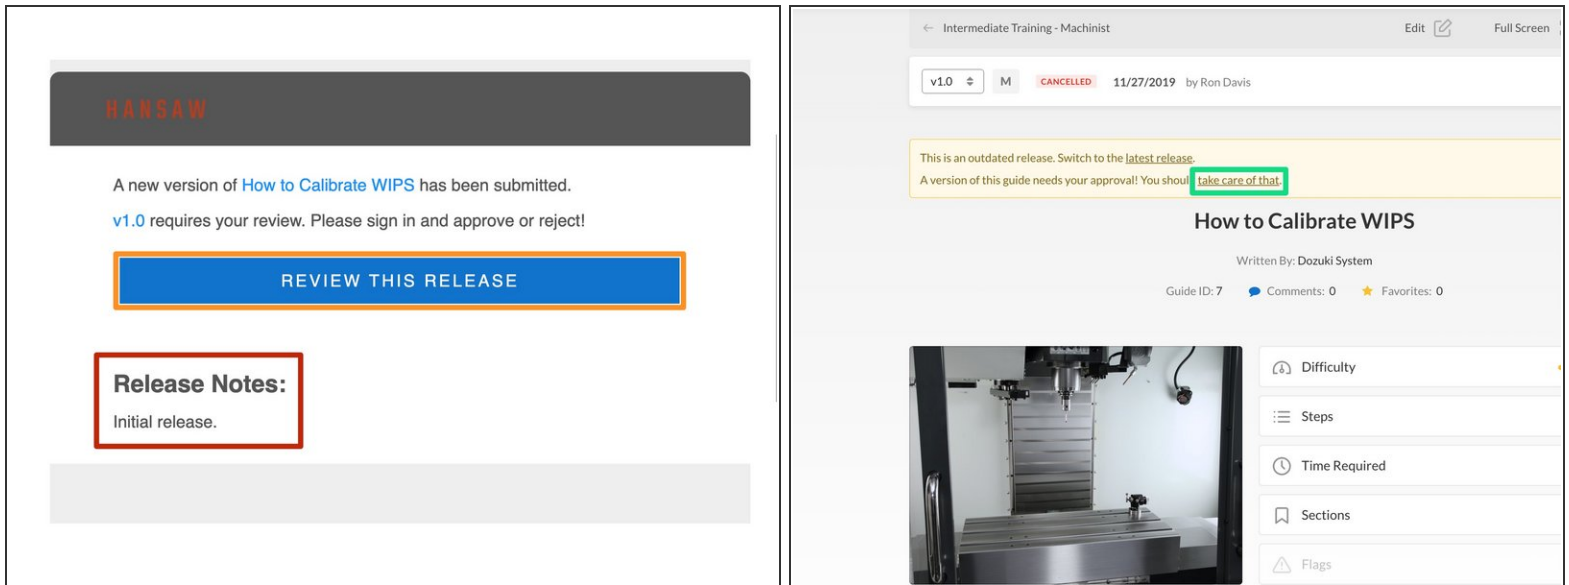 HANSAW
A new version of How to Calibrate WIPS has been submitted.
v1.0 requires your review. Please sign in and approve or reject!
REVIEW THIS RELEASE
Release Notes:
Initial release.
← Intermediate Training - Machinist Edit Full Screen
v1.0 M CANCELLED 11/27/2019 by Ron Davis
This is an outdated release. Switch to the latest release.
A version of this guide needs your approval! You shoul take care of that.
How to Calibrate WIPS
Written By: Dozuki System
Guide ID: 7 Comments: 0 Favorites: 0
Difficulty
Steps
Time Required
Sections
Flags